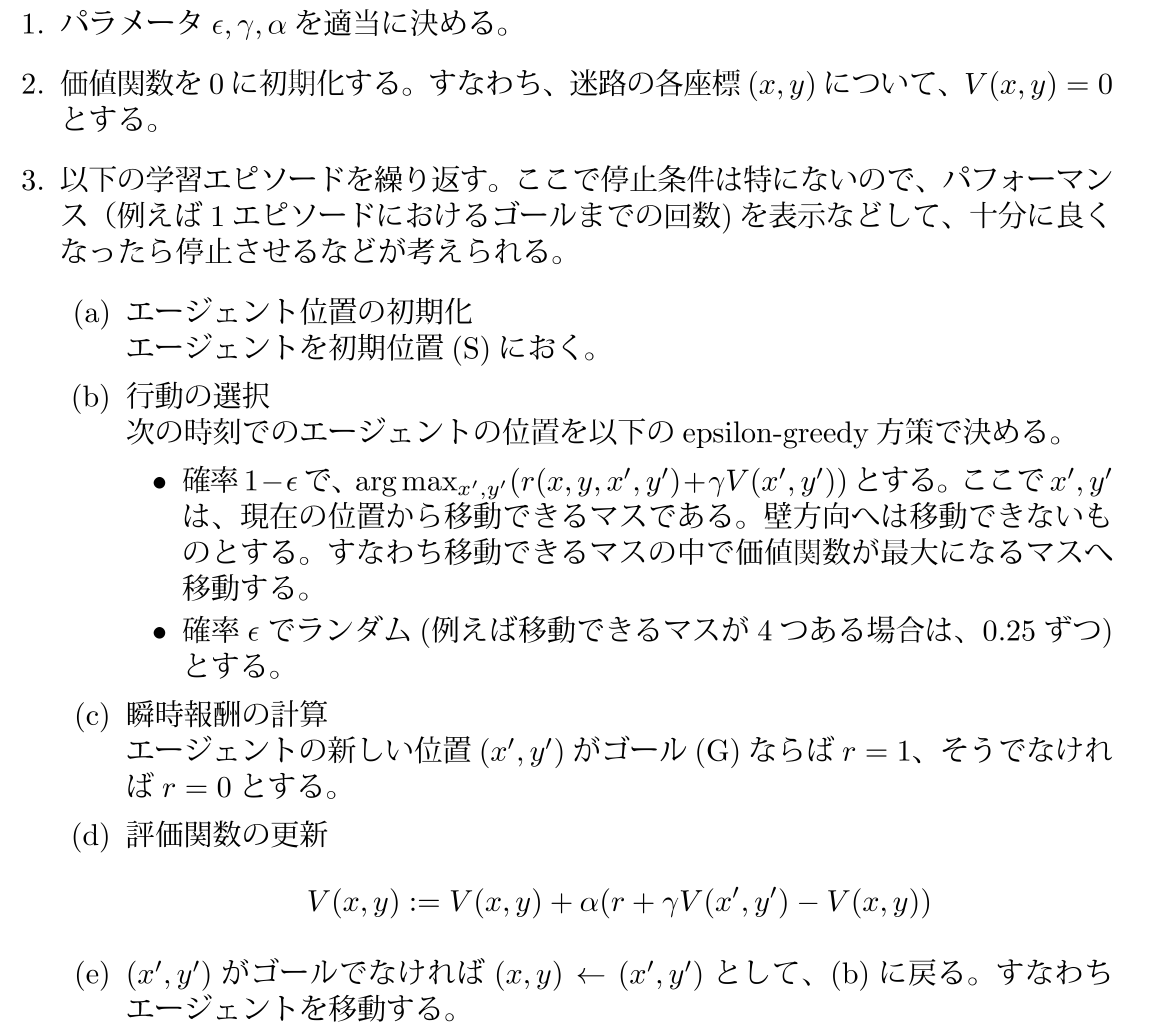 1. パラメータ ϵ, γ, α を適当に決める。
2. 価値関数を 0 に初期化する。すなわち、迷路の各座標 (x, y) について、V(x, y) = 0
とする。
3. 以下の学習エピソードを繰り返す。ここで停止条件は特にないので、パフォーマン
ス（例えば 1 エピソードにおけるゴールまでの回数) を表示などして、十分に良く
なったら停止させるなどが考えられる。
(a) エージェント位置の初期化
エージェントを初期位置 (S) におく。
(b) 行動の選択
次の時刻でのエージェントの位置を以下の epsilon-greedy 方策で決める。
• 確率 1−ϵ で、arg max_{x′,y′}(r(x, y, x′, y′)+γV(x′, y′)) とする。ここで x′, y′
は、現在の位置から移動できるマスである。壁方向へは移動できないも
のとする。すなわち移動できるマスの中で価値関数が最大になるマスへ
移動する。
• 確率 ϵ でランダム (例えば移動できるマスが 4 つある場合は、0.25 ずつ)
とする。
(c) 瞬時報酬の計算
エージェントの新しい位置 (x′, y′) がゴール (G) ならば r = 1、そうでなけれ
ば r = 0 とする。
(d) 評価関数の更新
V(x, y) := V(x, y) + α(r + γV(x′, y′) − V(x, y))
(e) (x′, y′) がゴールでなければ (x, y) ← (x′, y′) として、(b) に戻る。すなわち
エージェントを移動する。